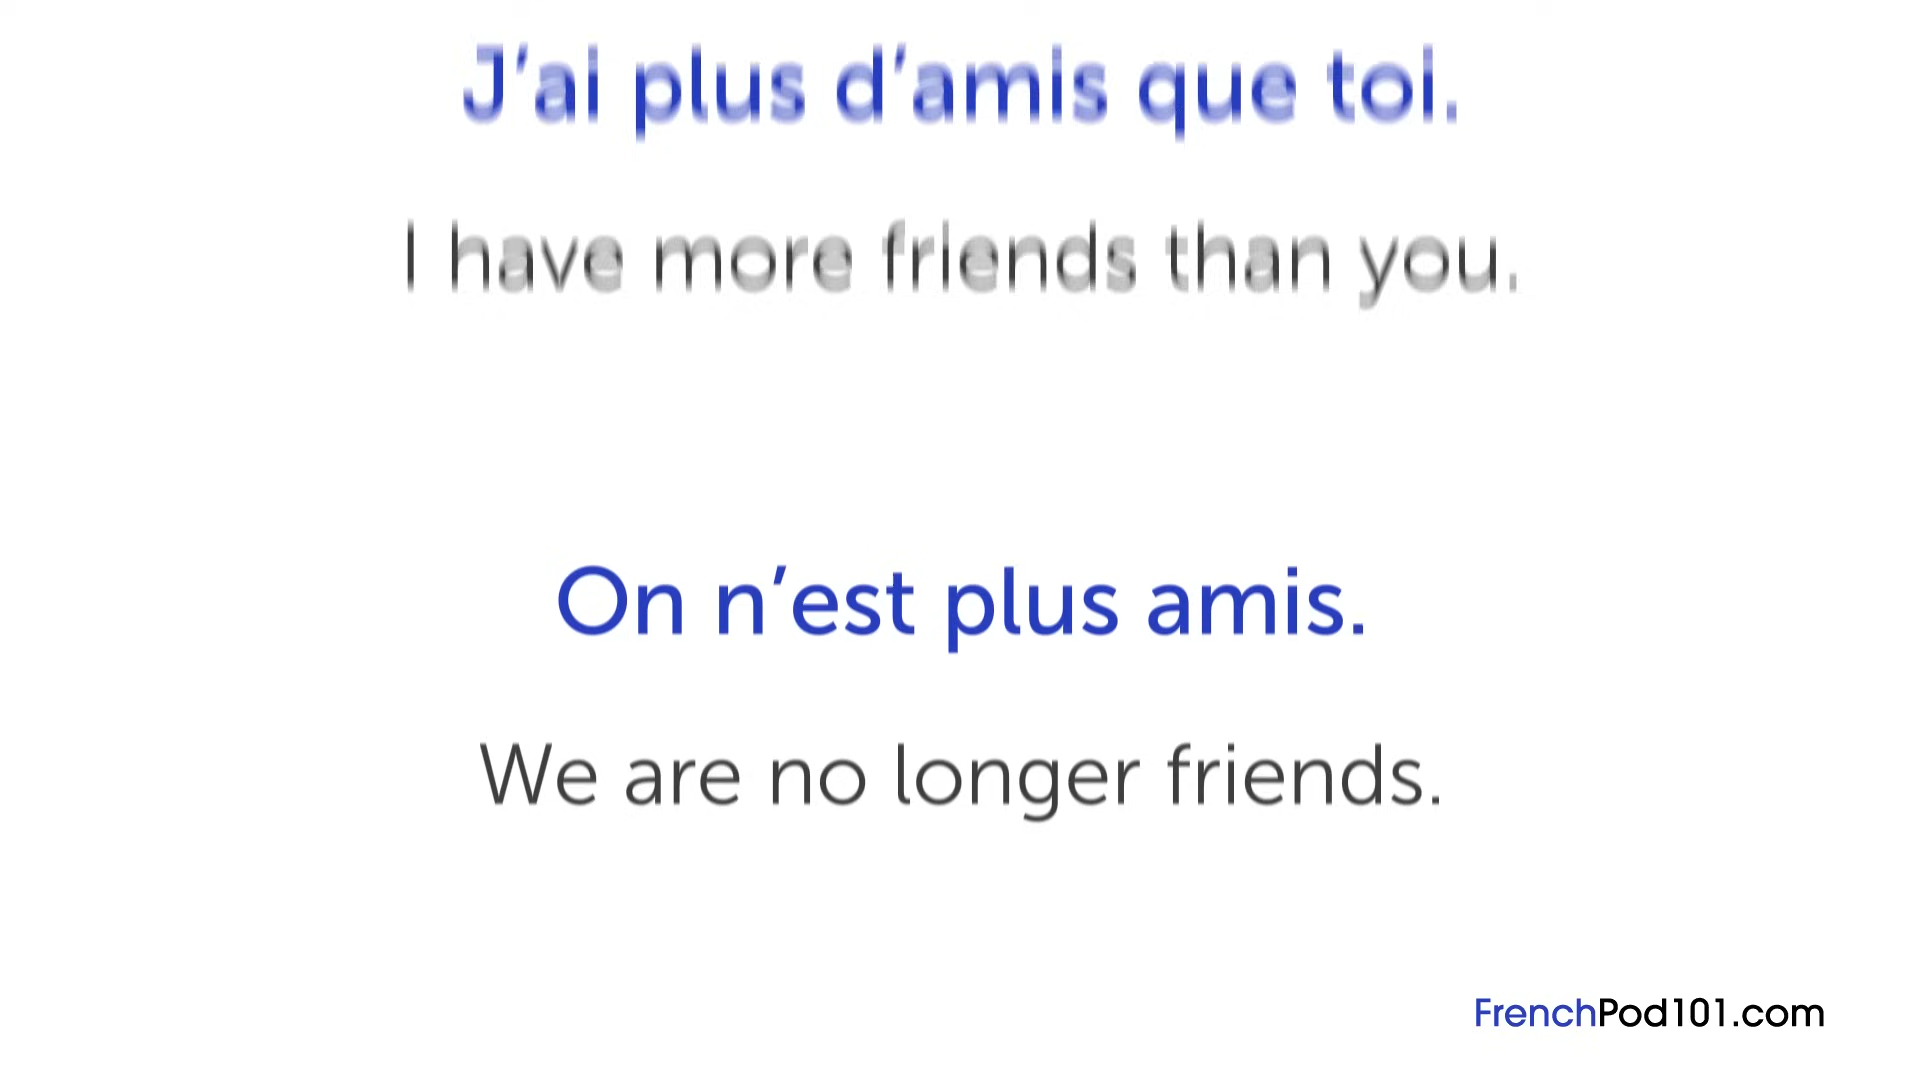 J’ai plus d’amis que toi.
I have more friends than you.
On n’est plus amis.
We are no longer friends.
FrenchPod101.com